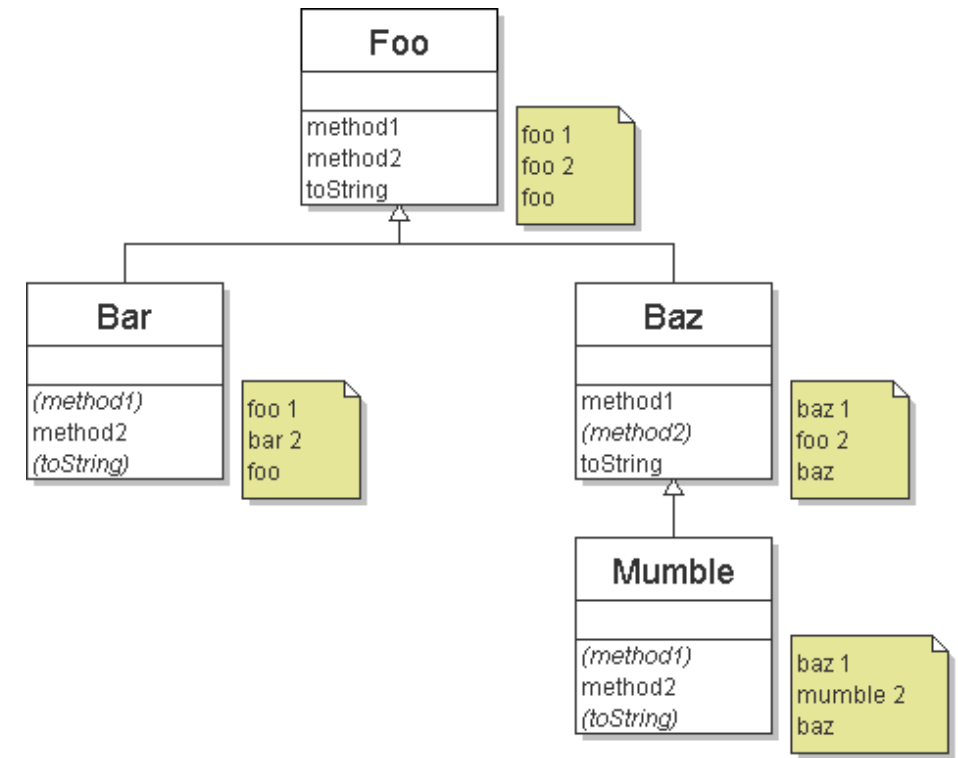 Foo
method1
method2
toString
foo 1
foo 2
foo
Bar
(method1)
method2
(toString)
foo 1
bar 2
foo
Baz
method1
(method2)
toString
baz 1
foo 2
baz
Mumble
(method1)
method2
(toString)
baz 1
mumble 2
baz